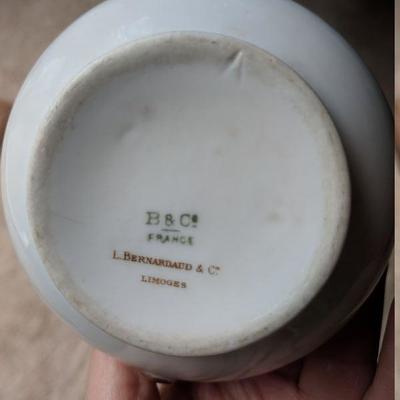 B & Co
FRANCE
L. BERNARDAUD & Co
LIMOGES